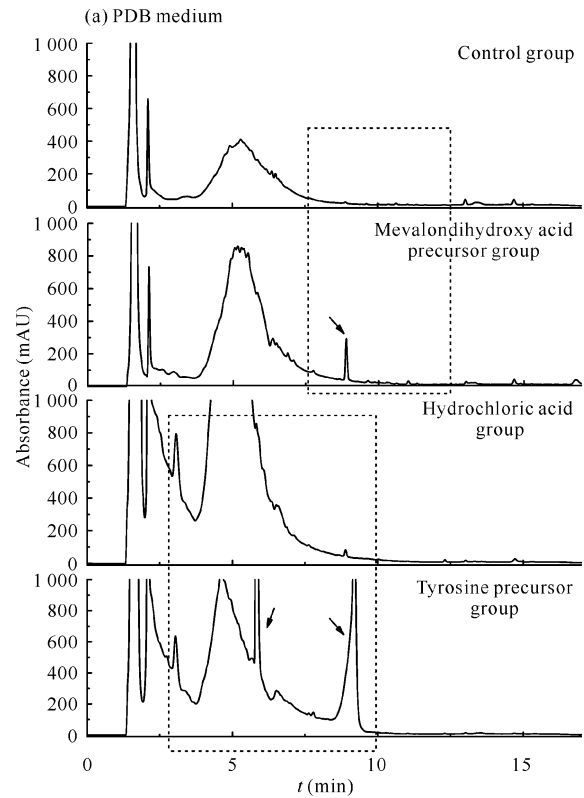 (a) PDB medium
1 000
800
600
400
200
0
Control group
1 000
800
600
400
200
0
Mevalondihydroxy acid
precursor group
1 000
800
600
400
200
0
Hydrochloric acid
group
1 000
800
600
400
200
0
Tyrosine precursor
group
Absorbance (mAU)
0 5 10 15
t (min)